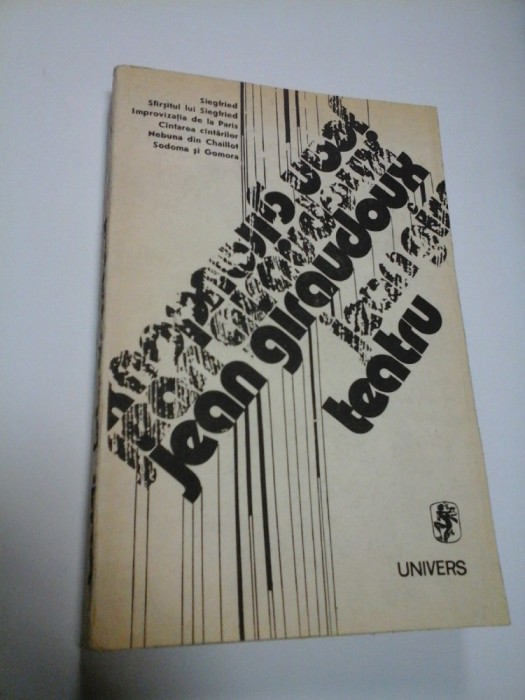 Siegfried
Sfîrşitul lui Siegfried
Improvizaţia de la Paris
Cîntarea cîntărilor
Nebuna din Chaillot
Sodoma şi Gomora
jean giraudoux
teatru
UNIVERS